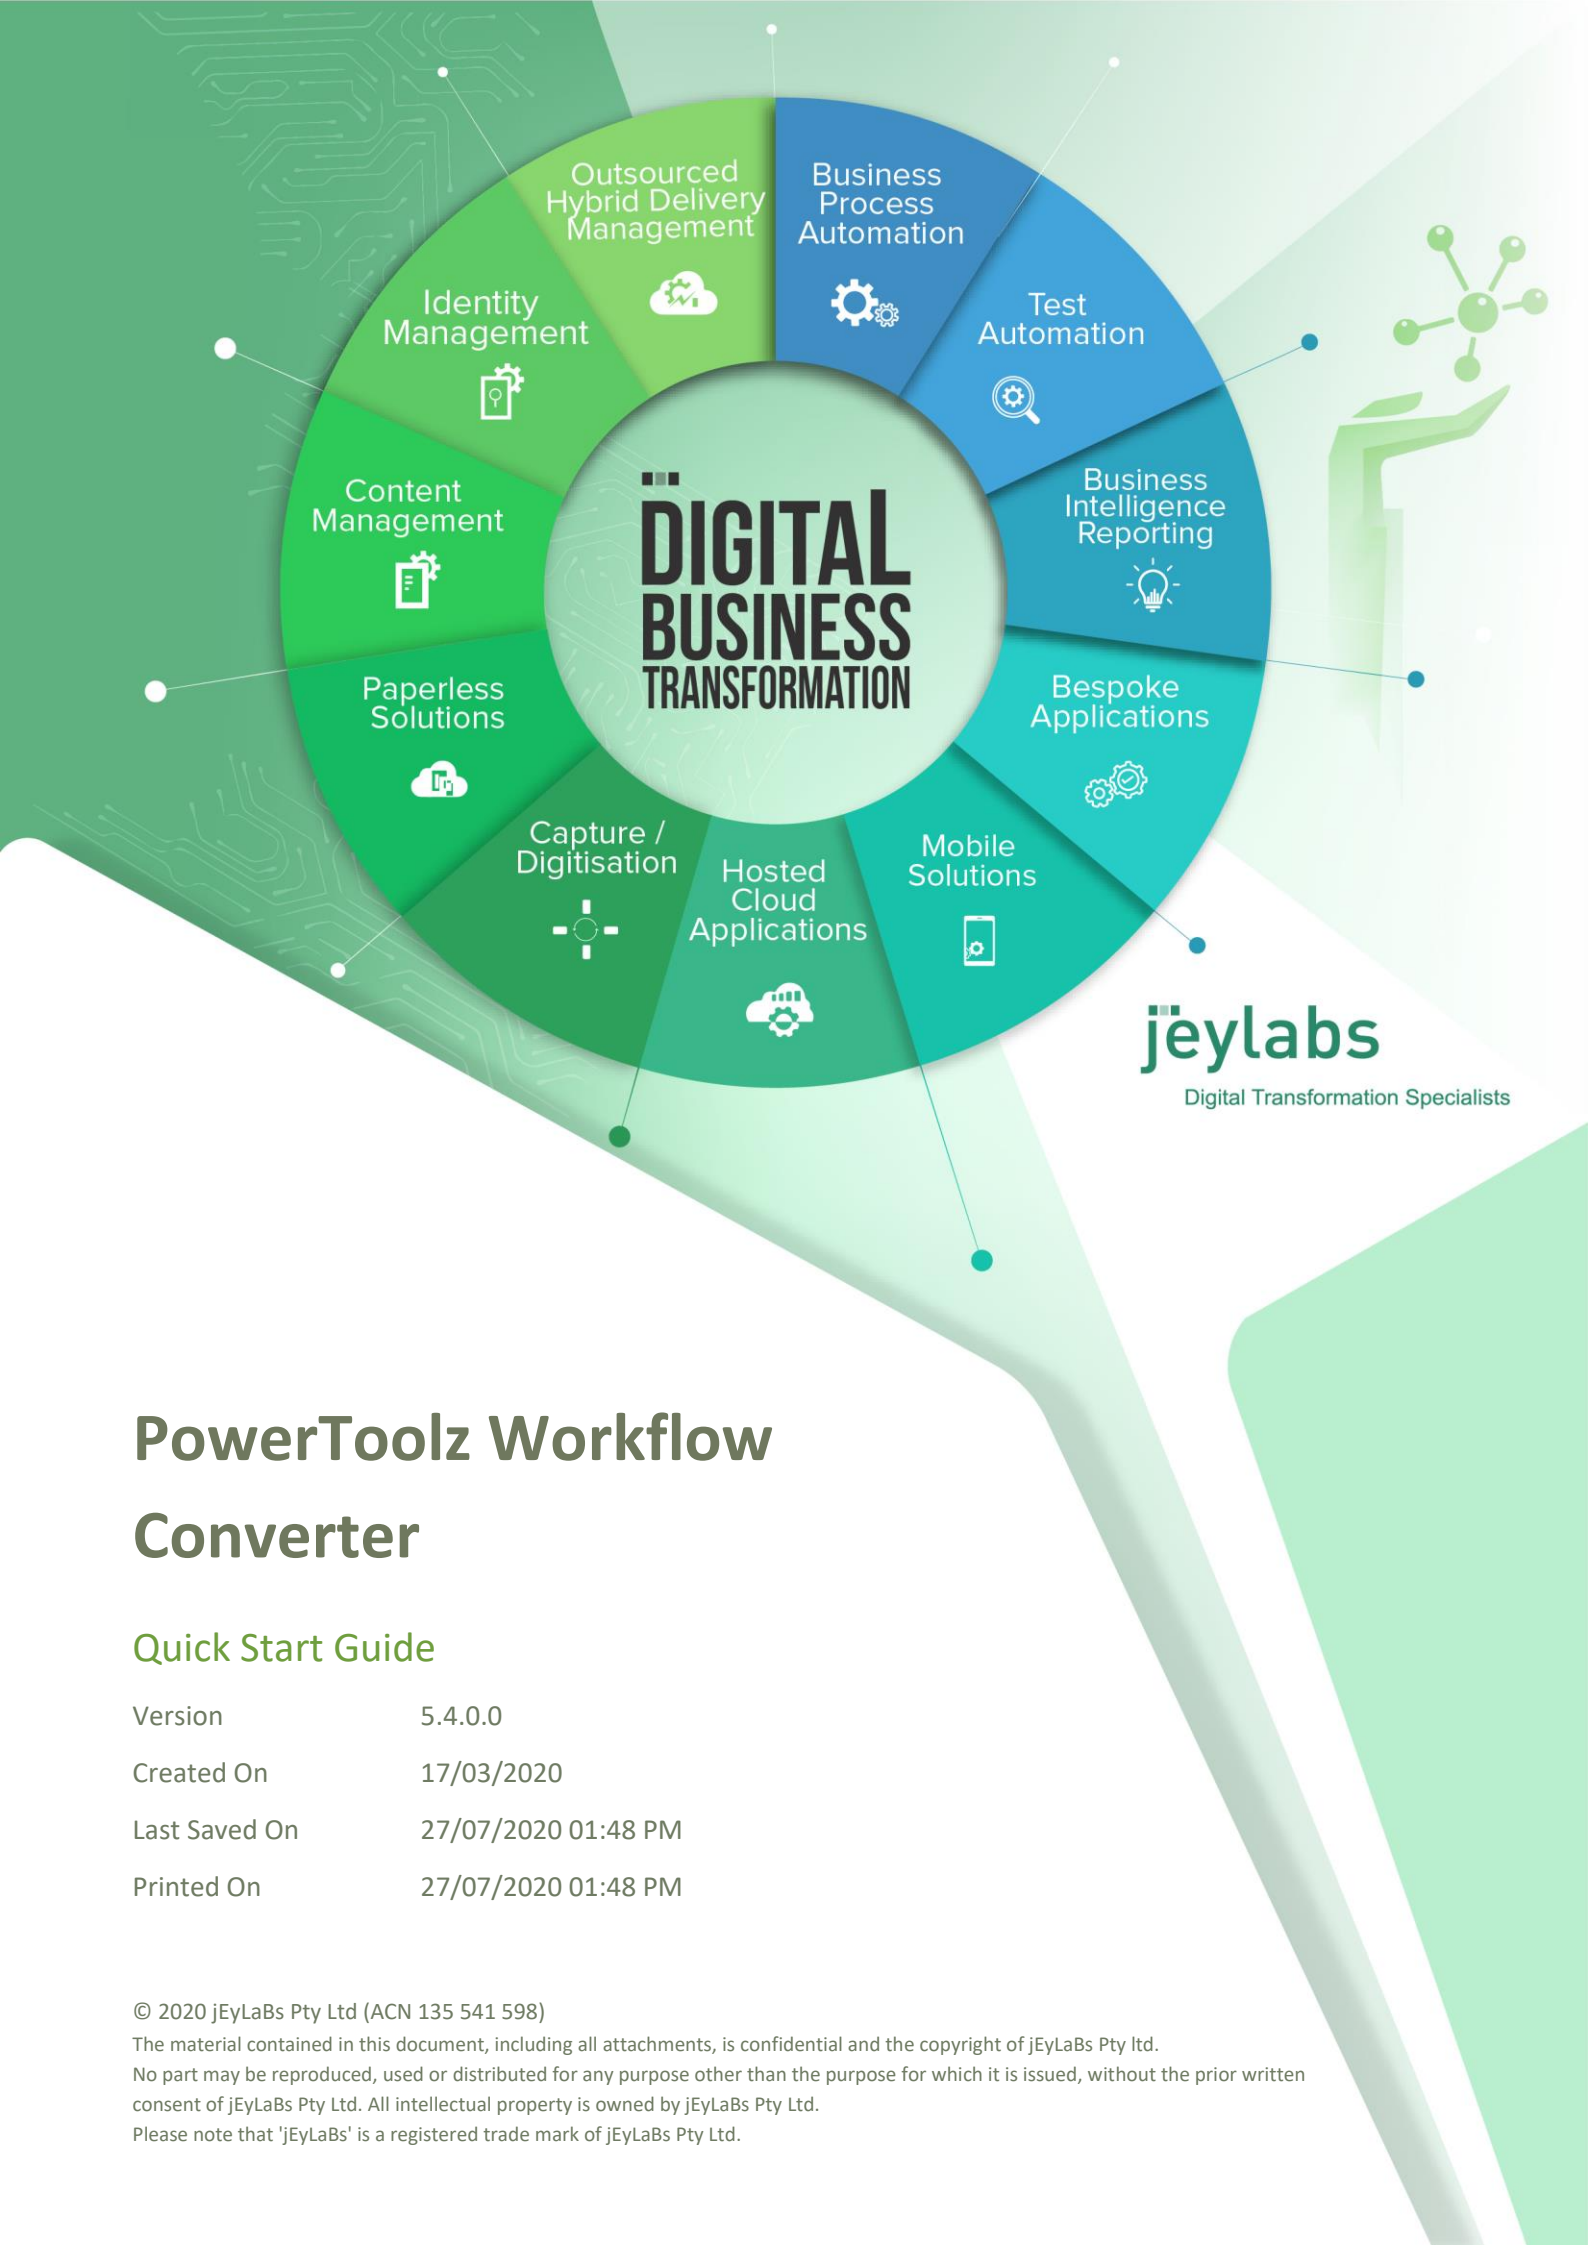 Outsourced
Hybrid Delivery
Management
Business
Process
Automation
Identity
Management
Test
Automation
Content
Management
Business
Intelligence
Reporting
DIGITAL
BUSINESS
TRANSFORMATION
Paperless
Solutions
Bespoke
Applications
Capture /
Digitisation
Hosted
Cloud
Applications
Mobile
Solutions
jeylabs
Digital Transformation Specialists
PowerToolz Workflow
Converter
Quick Start Guide
Version 5.4.0.0
Created On 17/03/2020
Last Saved On 27/07/2020 01:48 PM
Printed On 27/07/2020 01:48 PM
© 2020 jEyLaBs Pty Ltd (ACN 135 541 598)
The material contained in this document, including all attachments, is confidential and the copyright of jEyLaBs Pty ltd.
No part may be reproduced, used or distributed for any purpose other than the purpose for which it is issued, without the prior written
consent of jEyLaBs Pty Ltd. All intellectual property is owned by jEyLaBs Pty Ltd.
Please note that 'jEyLaBs' is a registered trade mark of jEyLaBs Pty Ltd.